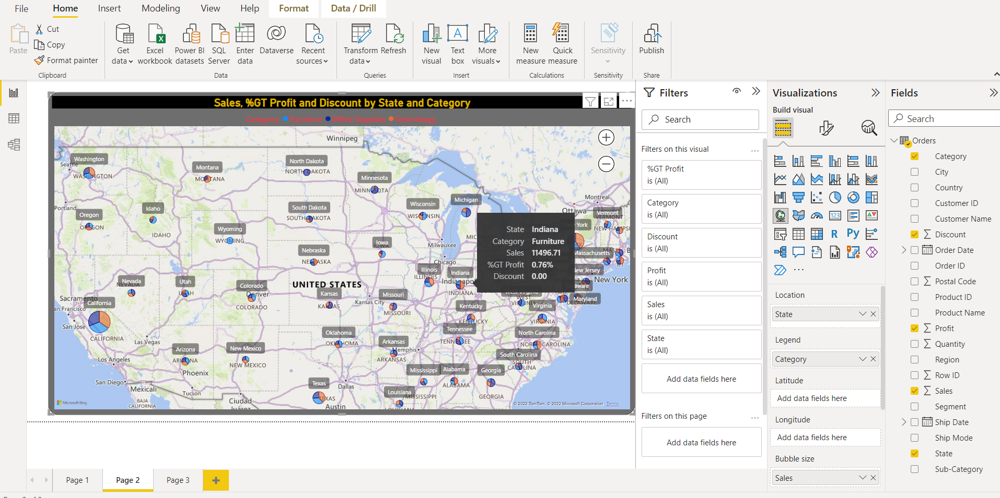 File Home Insert Modeling View Help Format Data / Drill
Paste
Cut
Copy
Format painter
Clipboard
Get data
Excel workbook
Power BI datasets
SQL Server
Enter data
Dataverse
Recent sources
Data
Transform data
Refresh
Queries
New visual
Text box
More visuals
Insert
New measure
Quick measure
Calculations
Sensitivity
Sensitivity
Publish
Share
Sales, %GT Profit and Discount by State and Category
Category Furniture Office Supplies Technology
Winnipeg
Washington
Seattle
WASHINGTON
Montana
MONTANA
North Dakota
NORTH DAKOTA
Minnesota
MINNESOTA
Portland
Oregon
OREGON
Idaho
IDAHO
Wyoming
WYOMING
South Dakota
SOUTH DAKOTA
Wisconsin
WISCONSIN
Michigan
Montreal
Ottawa
Vermont
VERMONT
NEW HAMPSH
State Indiana
Category Furniture
Sales 11496.71
%GT Profit 0.76%
Discount 0.00
York
Iowa
IOWA
Nebraska
NEBRASKA
Milwaukee
Chicago
Massachusetts
MASS
R.I.
Illinois
ILLINOIS
Indiana
Indianapolis
INDIANA
New Jersey
New York
N.J.
Delaware
DELAWARE
Maryland
MD.
Nevada
NEVADA
Utah
UTAH
Colorado
Denver
COLORADO
UNITED STATES
Kansas
KANSAS
Kansas City
Missouri
MISSOURI
Sacramento
California
an Francisco
San Jose
CALIFORNIA
Las Vegas
Los Angeles
San Diego
Kentucky
KENTUCKY
West Virginia
WEST VIRGINIA
Virginia
VIRGINIA
Oklahoma
OKLAHOMA
Arkansas
ARKANSAS
Memphis
Tennessee
TENNESSEE
North Carolina
NORTH CAROLINA
South Carolina
SOUTH CAROLINA
Arizona
ARIZONA
Phoenix
Tucson
Mexicali
BAJA CALIFORNIA
New Mexico
NEW MEXICO
Ciudad Juárez
Texas
TEXAS
Dallas
Austin
Louisiana
LOUISIANA
Mississippi
MISSISSIPPI
Alabama
ALABAMA
Georgia
GEORGIA
Microsoft Bing
© 2022 TomTom, © 2022 Microsoft Corporation Terms
Filters
Search
Filters on this visual ...
%GT Profit
is (All)
Category
is (All)
Discount
is (All)
Profit
is (All)
Sales
is (All)
State
is (All)
Add data fields here
Filters on this page ...
Add data fields here
Visualizations
Build visual
123
R
Py
...
Location
State
Legend
Category
Latitude
Add data fields here
Longitude
Add data fields here
Bubble size
Sales
Fields
Search
Orders
Category
City
Country
Customer ID
Customer Name
Discount
Order Date
Order ID
Postal Code
Product ID
Product Name
Profit
Quantity
Region
Row ID
Sales
Segment
Ship Date
Ship Mode
State
Sub-Category
Page 1 Page 2 Page 3 +